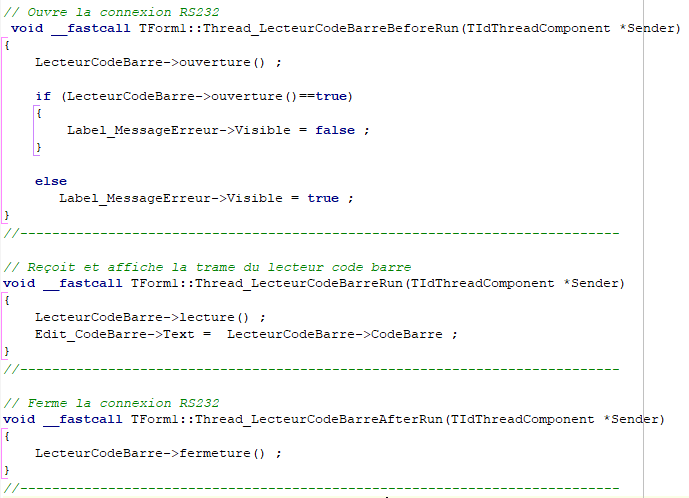 // Ouvre la connexion RS232
void __fastcall TForm1::Thread_LecteurCodeBarreBeforeRun(TIdThreadComponent *Sender)
{
LecteurCodeBarre->ouverture() ;
if (LecteurCodeBarre->ouverture()==true)
{
Label_MessageErreur->Visible = false ;
}
else
Label_MessageErreur->Visible = true ;
}
//---------------------------------------------------------------------------
// Reçoit et affiche la trame du lecteur code barre
void __fastcall TForm1::Thread_LecteurCodeBarreRun(TIdThreadComponent *Sender)
{
LecteurCodeBarre->lecture() ;
Edit_CodeBarre->Text =  LecteurCodeBarre->CodeBarre ;
}
//---------------------------------------------------------------------------
// Ferme la connexion RS232
void __fastcall TForm1::Thread_LecteurCodeBarreAfterRun(TIdThreadComponent *Sender)
{
LecteurCodeBarre->fermeture() ;
}
//---------------------------------------------------------------------------